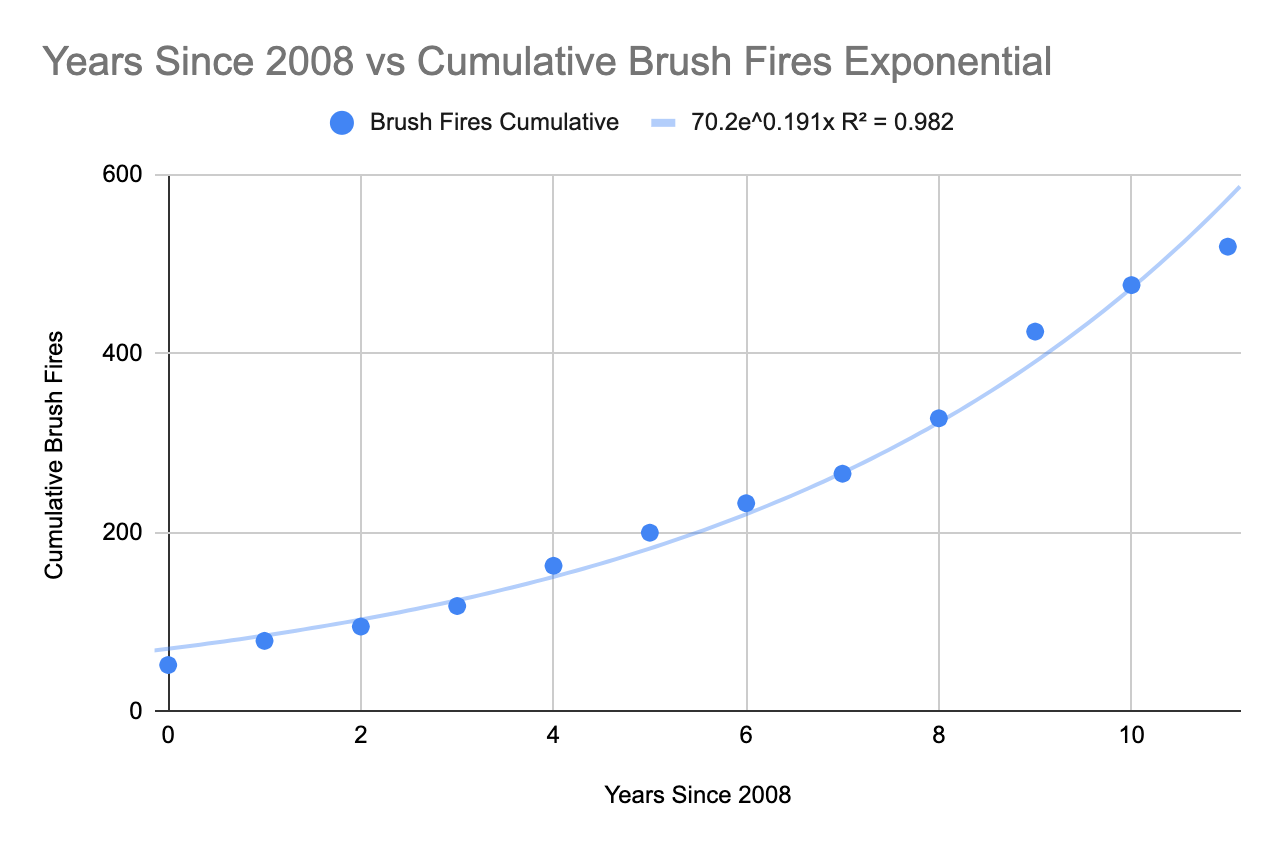 Years Since 2008 vs Cumulative Brush Fires Exponential
Brush Fires Cumulative 70.2e^0.191x R² = 0.982
600
400
200
0
Cumulative Brush Fires
0 2 4 6 8 10
Years Since 2008